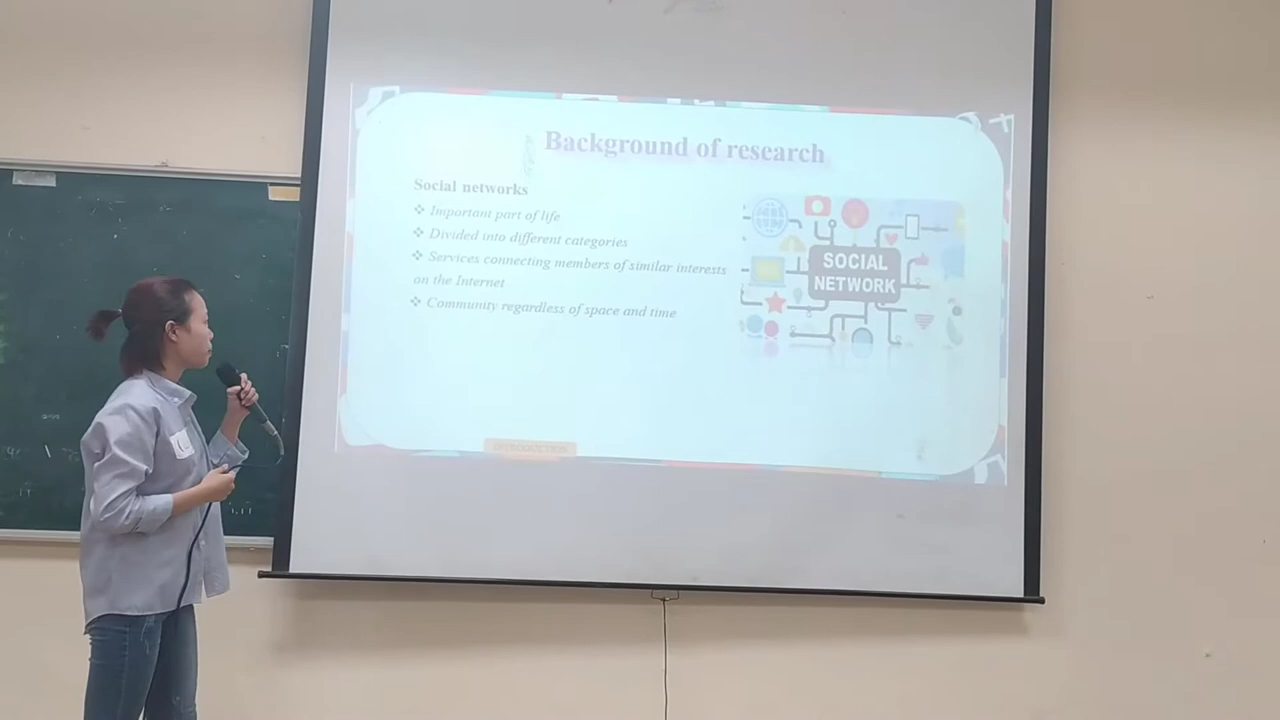 Background of research
Social networks
❖ Important part of life
❖ Divided into different categories
❖ Services connecting members of similar interests
on the Internet
❖ Community regardless of space and time
SOCIAL
NETWORK
INTRODUCTION